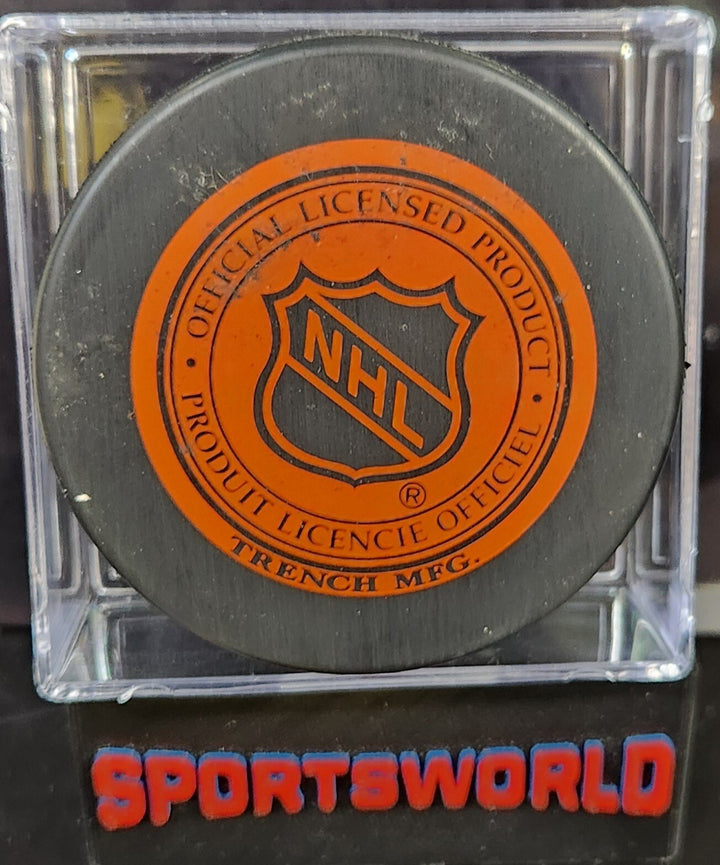 • OFFICIAL LICENSED PRODUCT •
NHL
®
PRODUIT LICENCIE OFFICIEL
TRENCH MFG.
SPORTSWORLD